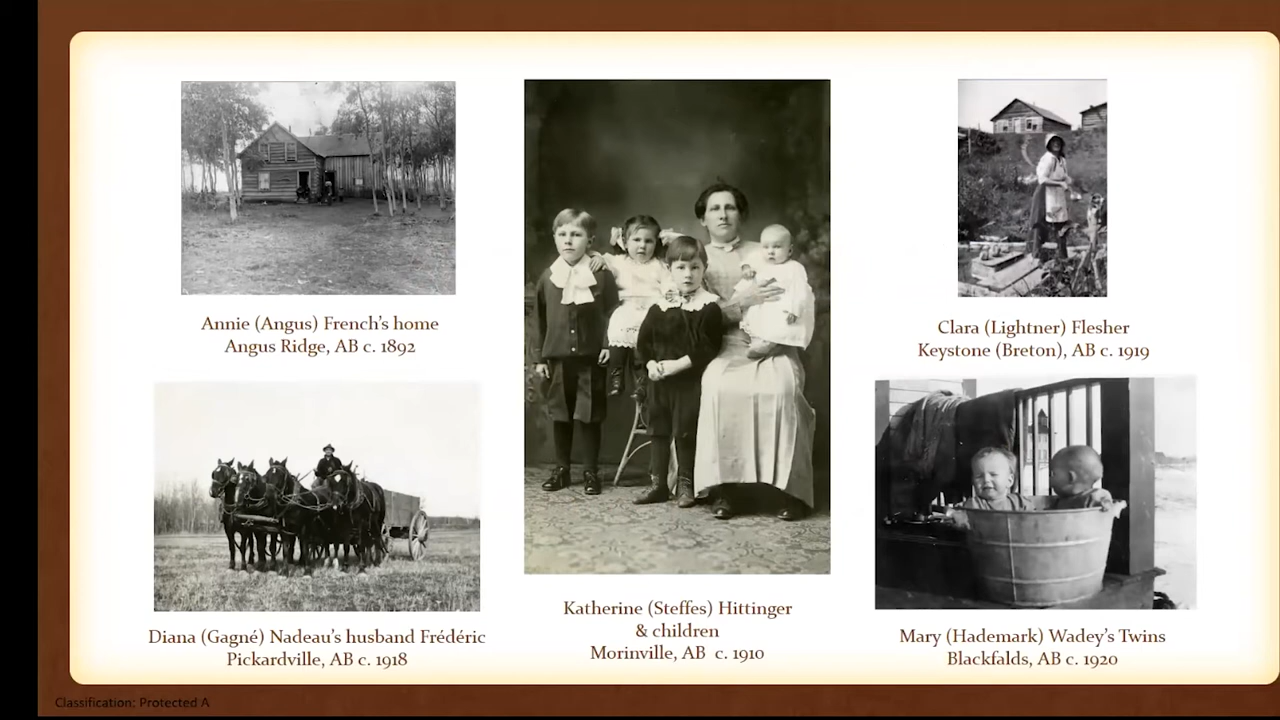 Annie (Angus) French's home
Angus Ridge, AB c. 1892
Clara (Lightner) Flesher
Keystone (Breton), AB c. 1919
Diana (Gagné) Nadeau's husband Frédéric
Pickardville, AB c. 1918
Katherine (Steffes) Hittinger
& children
Morinville, AB c. 1910
Mary (Hademark) Wadey's Twins
Blackfalds, AB c. 1920
Classification: Protected A